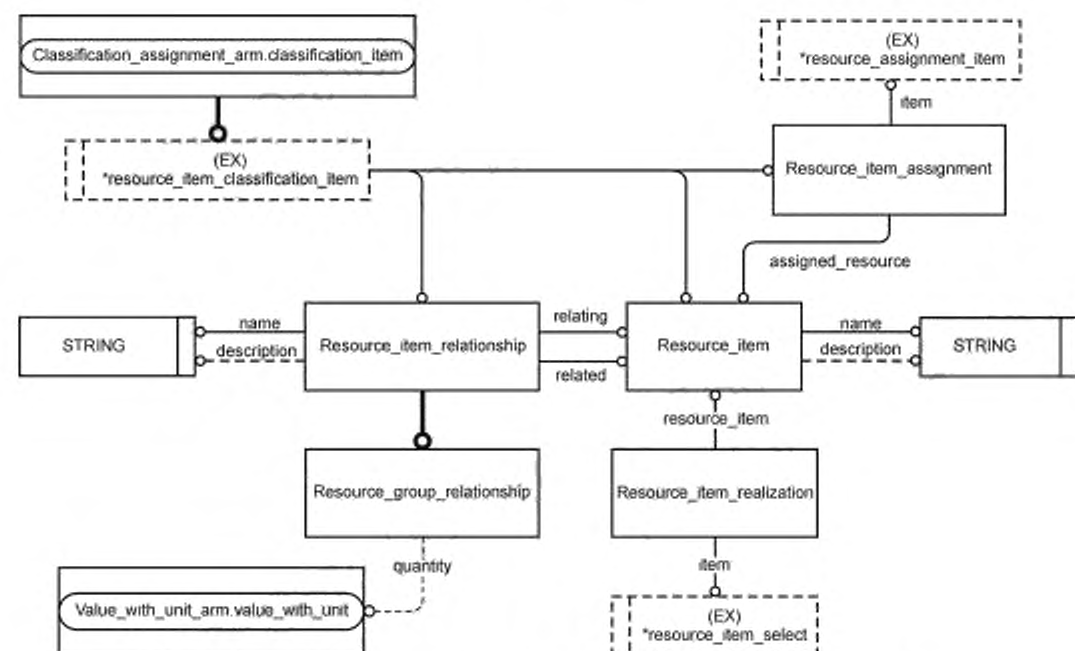 Classification_assignment_arm.classification_item
(EX)
*resource_assignment_item
item
(EX)
*resource_item_classification_item
Resource_item_assignment
assigned_resource
STRING
name
description
Resource_item_relationship
relating
related
Resource_item
name
description
STRING
resource_item
Resource_group_relationship
Resource_item_realization
quantity
item
Value_with_unit_arm.value_with_unit
(EX)
*resource_item_select